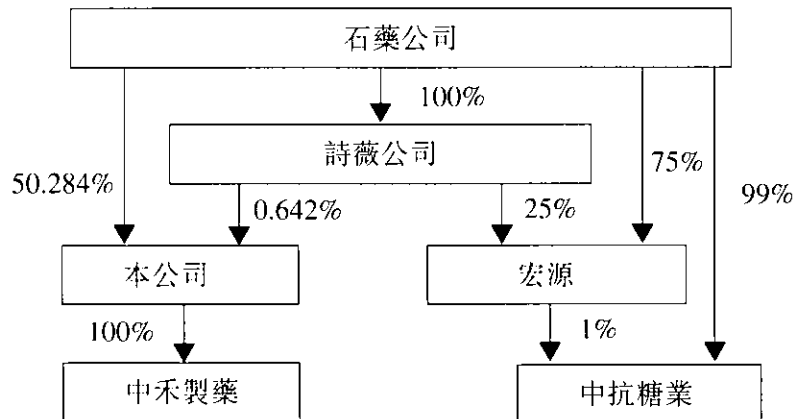 石藥公司
100%
詩薇公司
75%
50.284%
0.642%
25%
99%
本公司
宏源
100%
1%
中禾製藥
中抗糖業